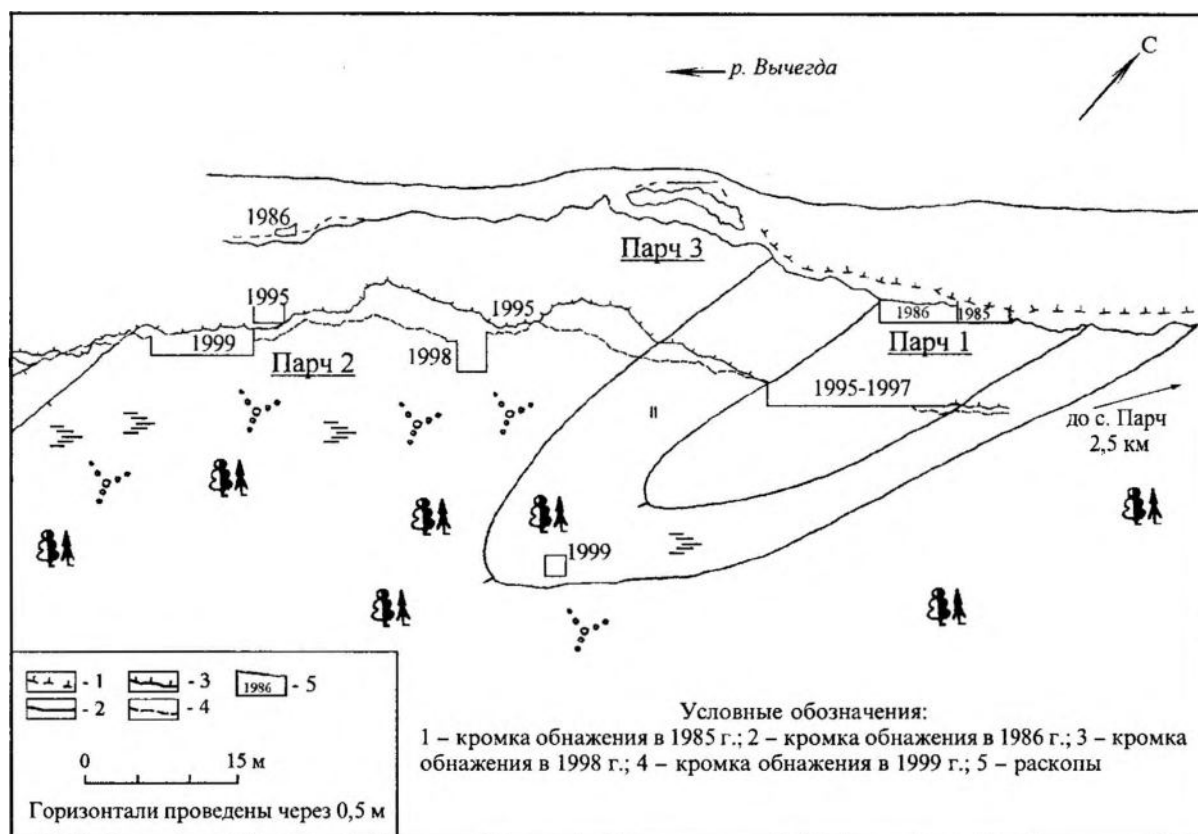 С
р. Вычегда
1986
Парч 3
1995
1995
1986
1985
1999
Парч 2
1998
Парч 1
1995-1997
до с. Парч
2,5 км
1999
- 1
- 3
1986
- 5
- 2
- 4
0
15 м
Горизонтали проведены через 0,5 м
Условные обозначения:
1 – кромка обнажения в 1985 г.; 2 – кромка обнажения в 1986 г.; 3 – кромка
обнажения в 1998 г.; 4 – кромка обнажения в 1999 г.; 5 – раскопы